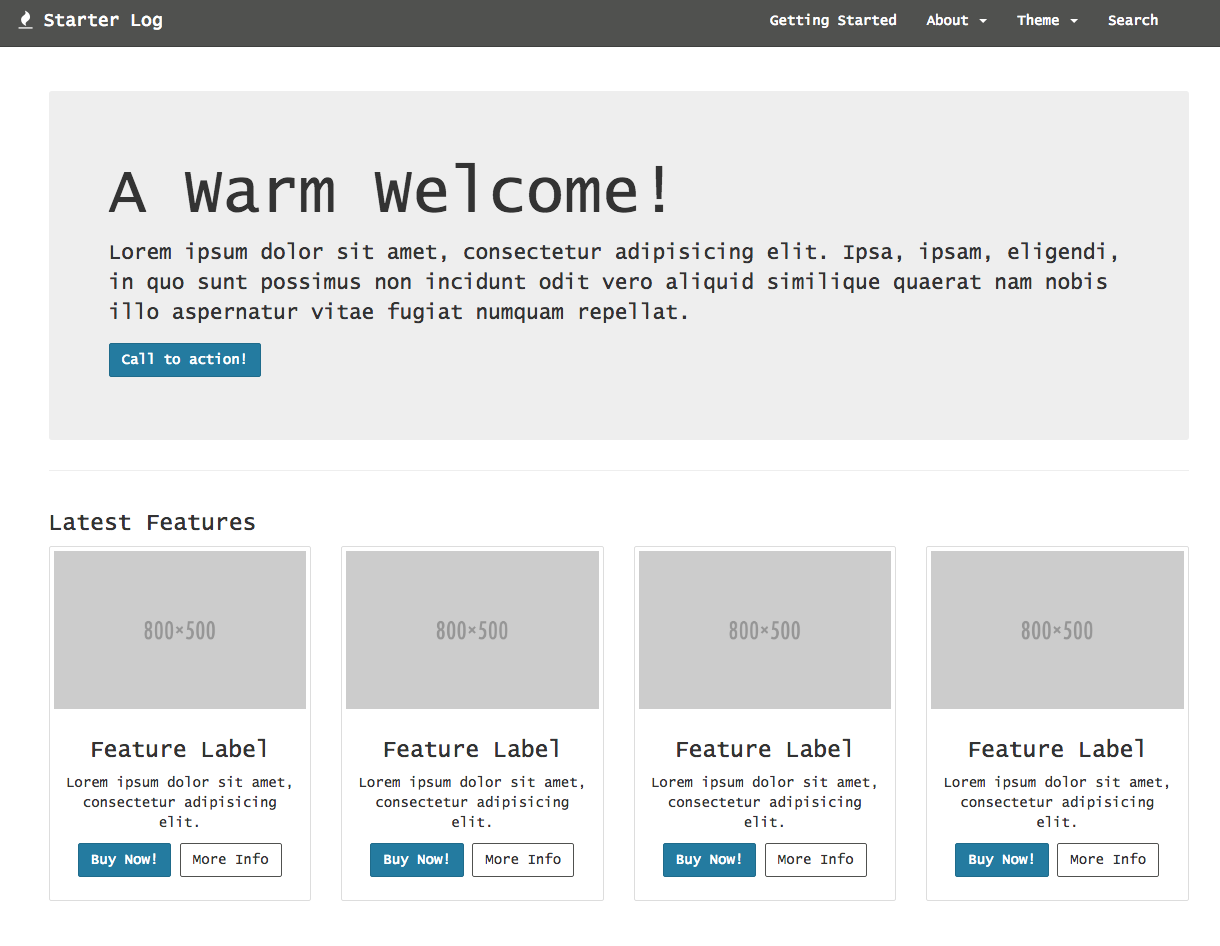 Starter Log
Getting Started About Theme Search
A Warm Welcome!
Lorem ipsum dolor sit amet, consectetur adipisicing elit. Ipsa, ipsam, eligendi,
in quo sunt possimus non incidunt odit vero aliquid similique quaerat nam nobis
illo aspernatur vitae fugiat numquam repellat.
Call to action!
Latest Features
800×500
Feature Label
Lorem ipsum dolor sit amet,
consectetur adipisicing
elit.
Buy Now! More Info
800×500
Feature Label
Lorem ipsum dolor sit amet,
consectetur adipisicing
elit.
Buy Now! More Info
800×500
Feature Label
Lorem ipsum dolor sit amet,
consectetur adipisicing
elit.
Buy Now! More Info
800×500
Feature Label
Lorem ipsum dolor sit amet,
consectetur adipisicing
elit.
Buy Now! More Info